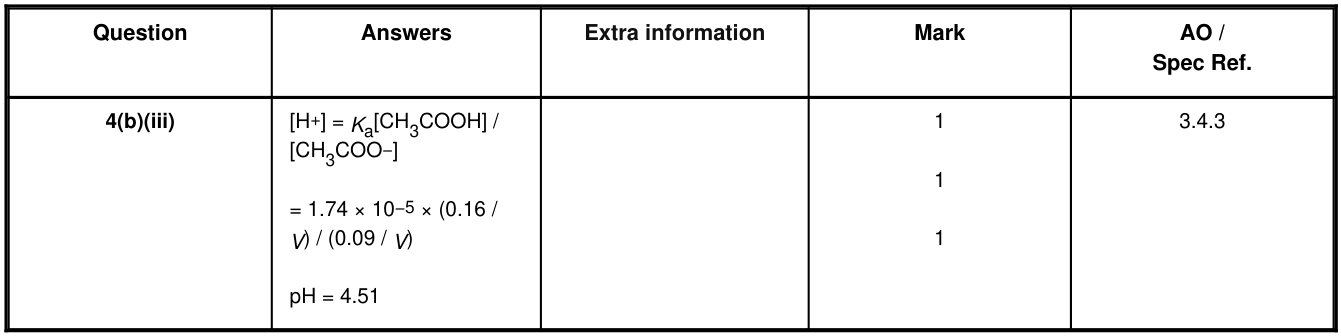 Question Answers Extra information Mark AO /
Spec Ref.
4(b)(iii) [H+] = Ka[CH3COOH] / 1 3.4.3
[CH3COO–]
1
= 1.74 × 10–5 × (0.16 /
V) / (0.09 / V) 1
pH = 4.51